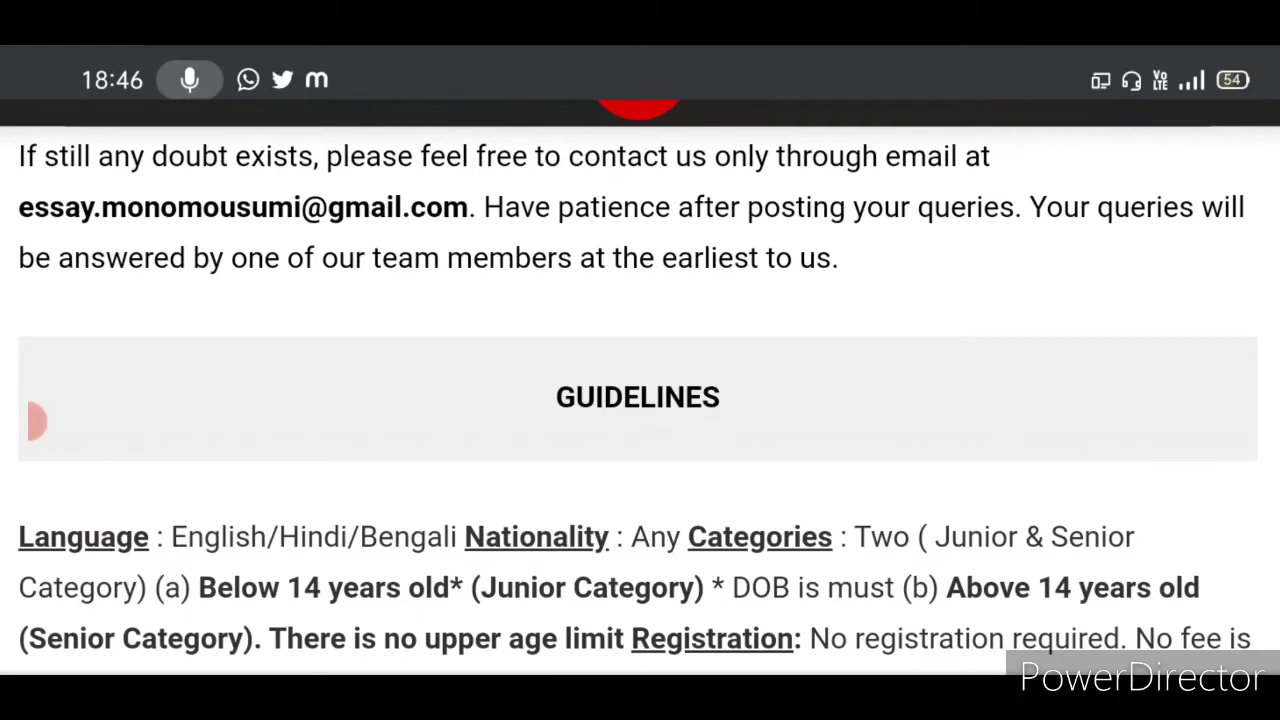 18:46
Vo LTE
54
If still any doubt exists, please feel free to contact us only through email at
essay.monomousumi@gmail.com. Have patience after posting your queries. Your queries will
be answered by one of our team members at the earliest to us.
GUIDELINES
Language : English/Hindi/Bengali Nationality : Any Categories : Two ( Junior & Senior
Category) (a) Below 14 years old* (Junior Category) * DOB is must (b) Above 14 years old
(Senior Category). There is no upper age limit Registration: No registration required. No fee is
PowerDirector